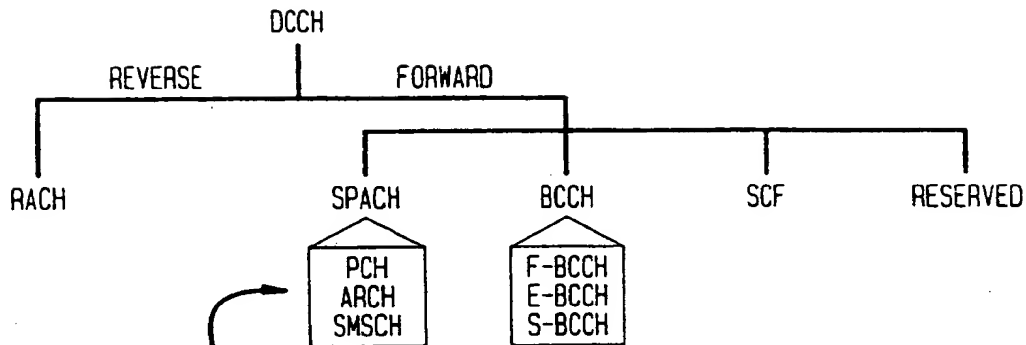 DCCH
REVERSE FORWARD
RACH SPACH BCCH SCF RESERVED
PCH F-BCCH
ARCH E-BCCH
SMSCH S-BCCH